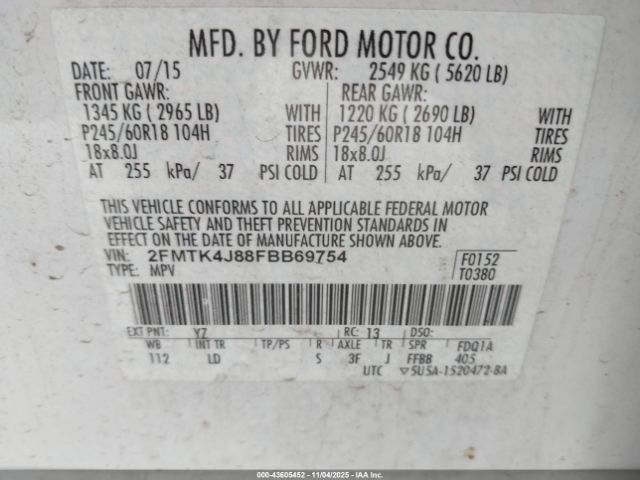 MFD. BY FORD MOTOR CO.
DATE: 07/15 GVWR: 2549 KG ( 5620 LB)
FRONT GAWR: REAR GAWR:
1345 KG ( 2965 LB) WITH 1220 KG ( 2690 LB) WITH
P245/60R18 104H TIRES P245/60R18 104H TIRES
18x8.0J RIMS 18x8.0J RIMS
AT 255 kPa/ 37 PSI COLD AT 255 kPa/ 37 PSI COLD
THIS VEHICLE CONFORMS TO ALL APPLICABLE FEDERAL MOTOR
VEHICLE SAFETY AND THEFT PREVENTION STANDARDS IN
EFFECT ON THE DATE OF MANUFACTURE SHOWN ABOVE.
VIN: 2FMTK4J88FBB69754 F0152
TYPE: MPV T0380
EXT PNT: YZ RC: 13 DSO:
WB INT TR TP/PS R AXLE TR SPR FDQ1A
112 LD S 3F J FFBB 405
UTC ▽5U5A-1520472-BA
000-43605452 - 11/04/2025 - IAAI Inc.